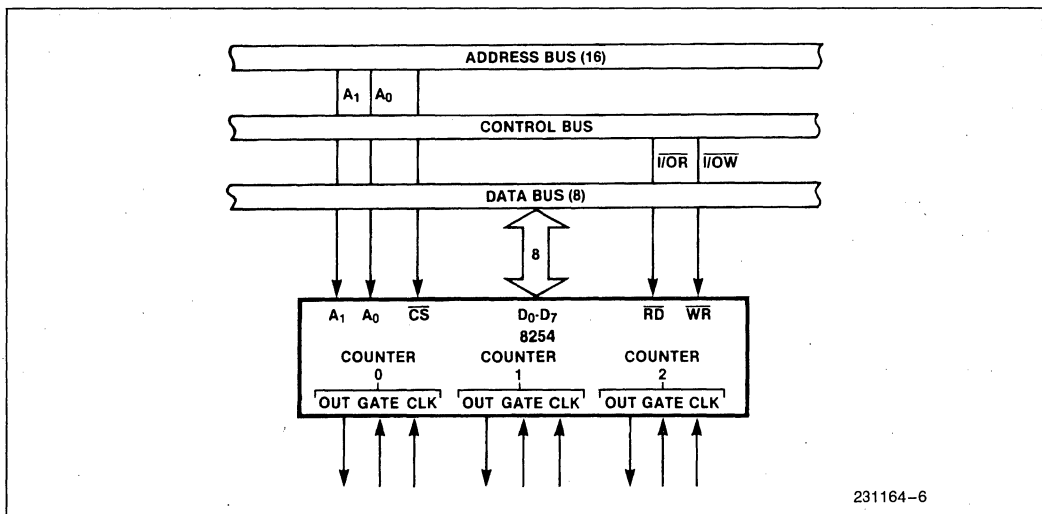 ADDRESS BUS (16)
A1 A0
CONTROL BUS
I/OR I/OW
DATA BUS (8)
8
A1 A0 CS D0-D7 RD WR
8254
COUNTER COUNTER COUNTER
0 1 2
OUT GATE CLK OUT GATE CLK OUT GATE CLK
231164-6